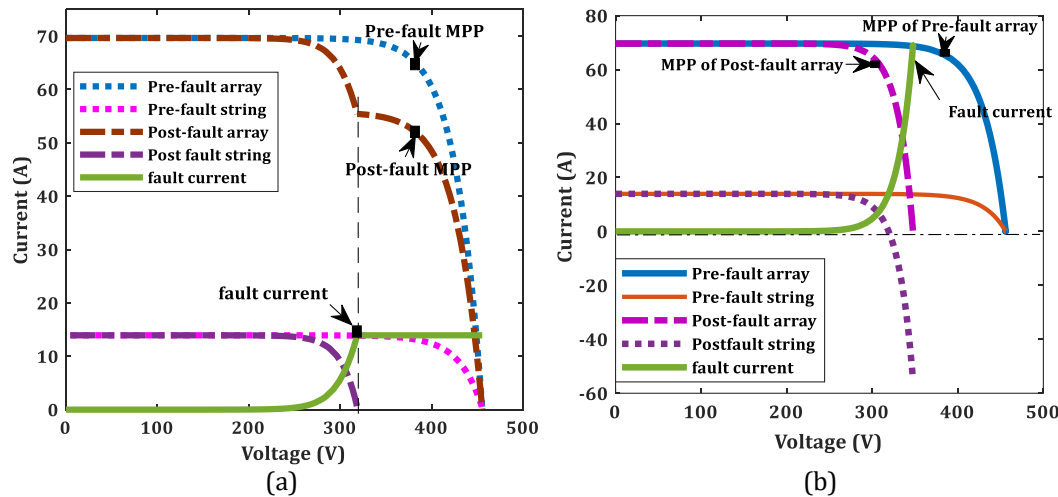 70
60
50
40
30
20
10
0
Current (A)
Pre-fault MPP
Pre-fault array
Pre-fault string
Post-fault array
Post fault string
fault current
Post-fault MPP
fault current
0 100 200 300 400 500
Voltage (V)
(a)
80
60
40
20
0
-20
-40
-60
Current (A)
MPP of Pre-fault array
MPP of Post-fault array
Fault current
Pre-fault array
Pre-fault string
Post-fault array
Postfault string
fault current
0 100 200 300 400 500
Voltage (V)
(b)